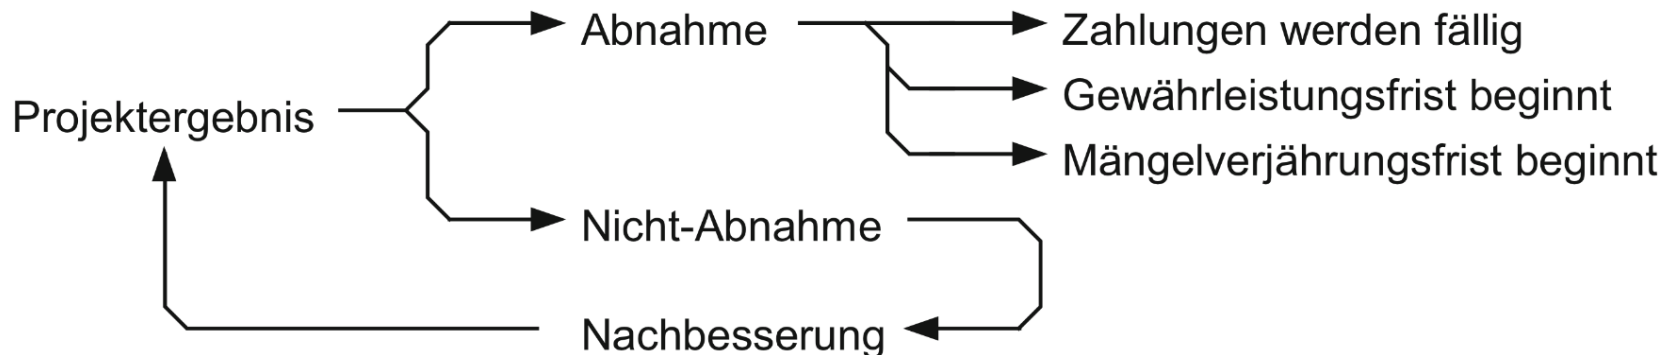 Abnahme
Zahlungen werden fällig
Gewährleistungsfrist beginnt
Projektergebnis
Mängelverjährungsfrist beginnt
Nicht-Abnahme
Nachbesserung